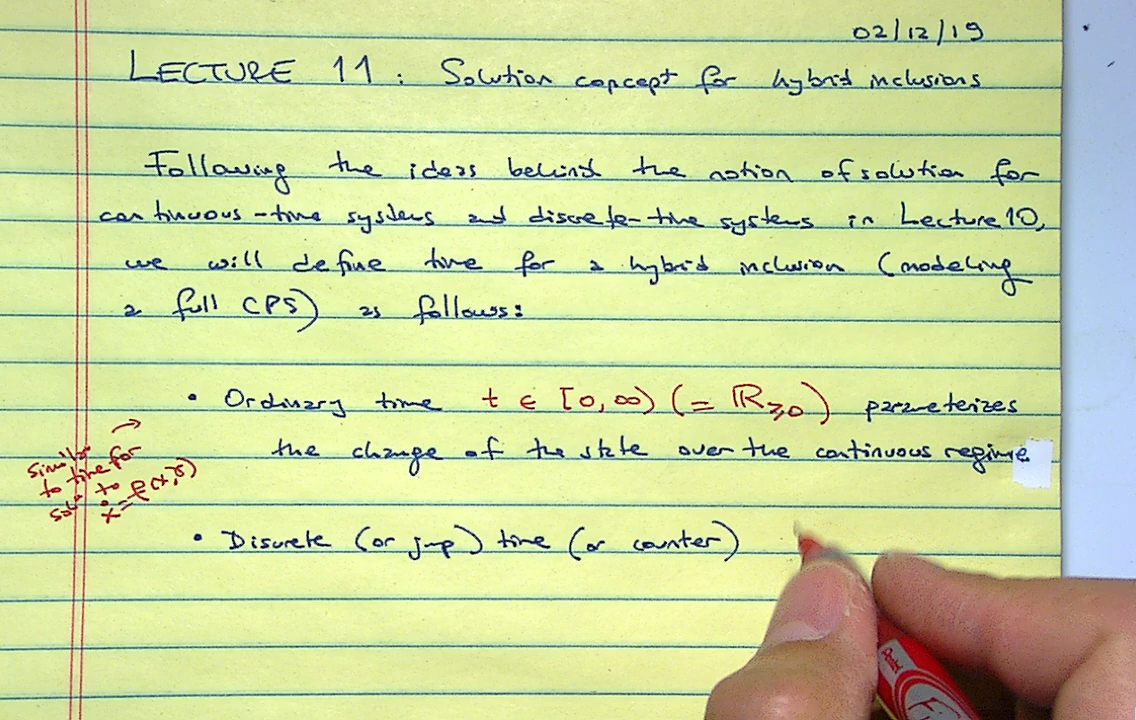 02/12/19
LECTURE 11: Solution concept for hybrid inclusions
Following the ideas behind the notion of solution for
continuous-time systems and discrete-time systems in Lecture 10,
we will define time for a hybrid inclusion (modeling
a full CPS) as follows:
• Ordinary time t ∈ [0,∞) (= ℝ≥0) parameterizes
the change of the state over the continuous regime
similar →
to time for
sol. to
ẋ = f(x,γ)
• Discrete (or jump) time (or counter)
Pentel